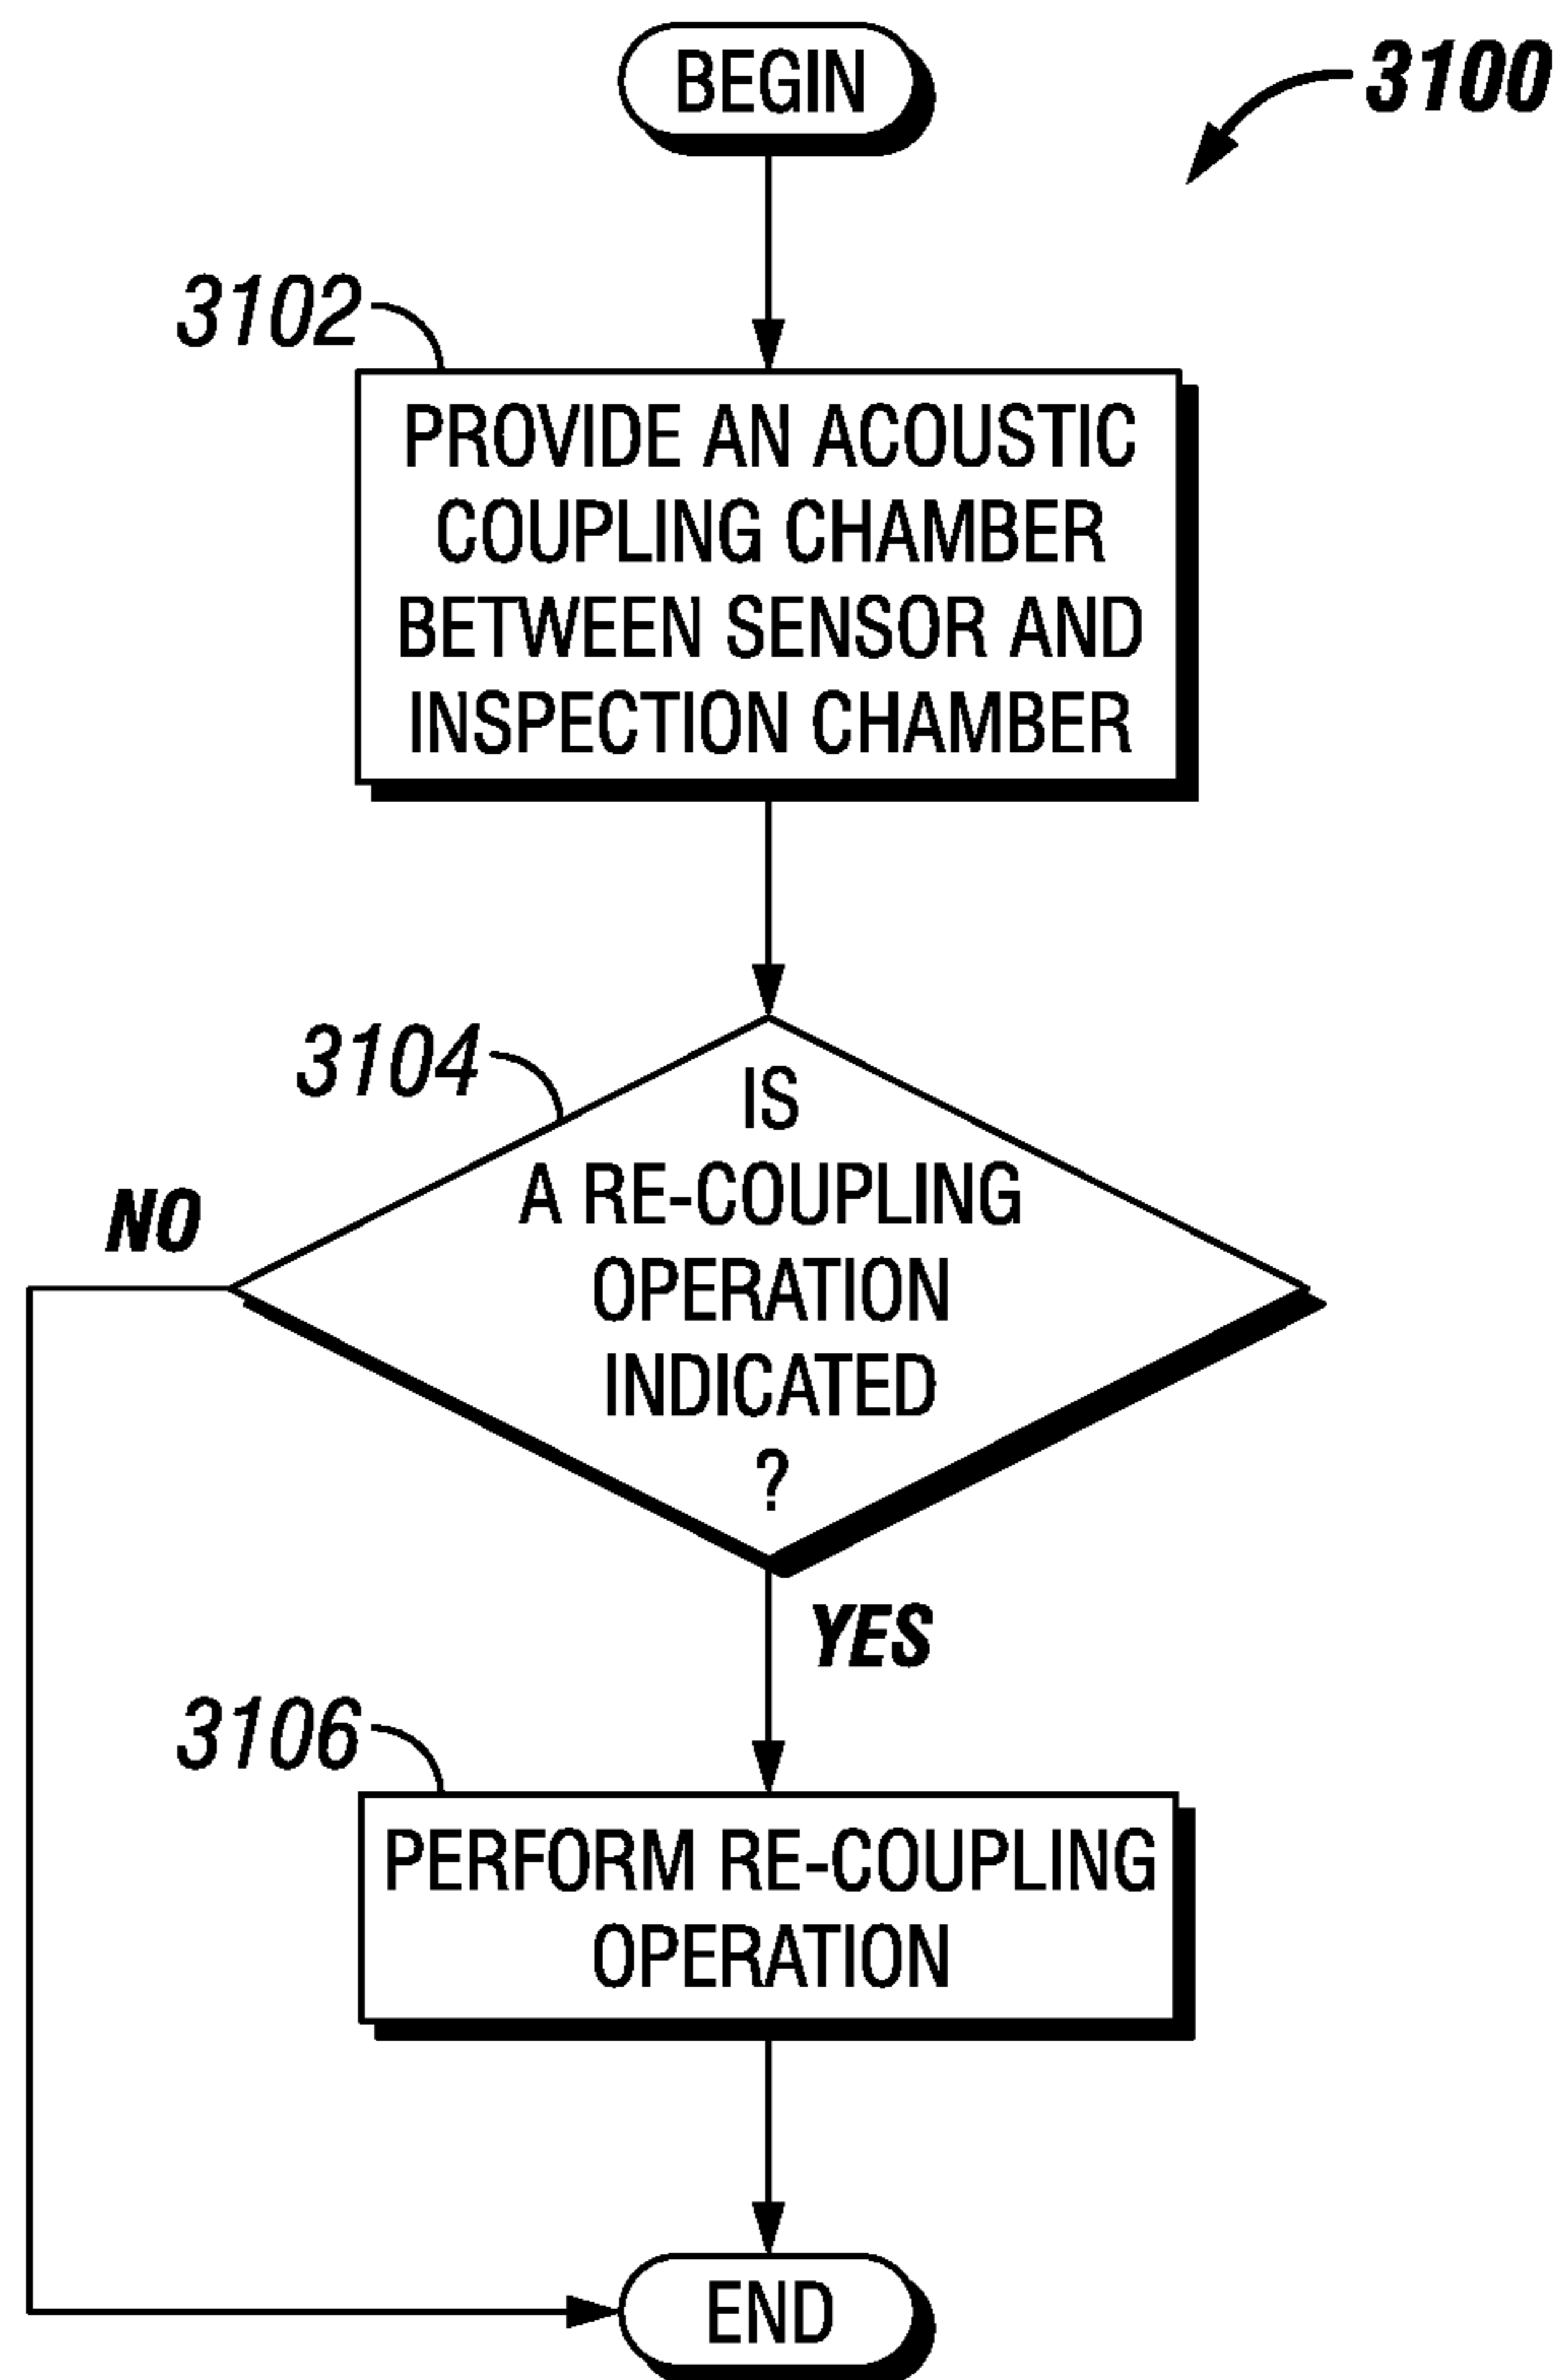 BEGIN
3100
3102
PROVIDE AN ACOUSTIC
COUPLING CHAMBER
BETWEEN SENSOR AND
INSPECTION CHAMBER
3104
IS
A RE-COUPLING
OPERATION
INDICATED
?
NO
YES
3106
PERFORM RE-COUPLING
OPERATION
END